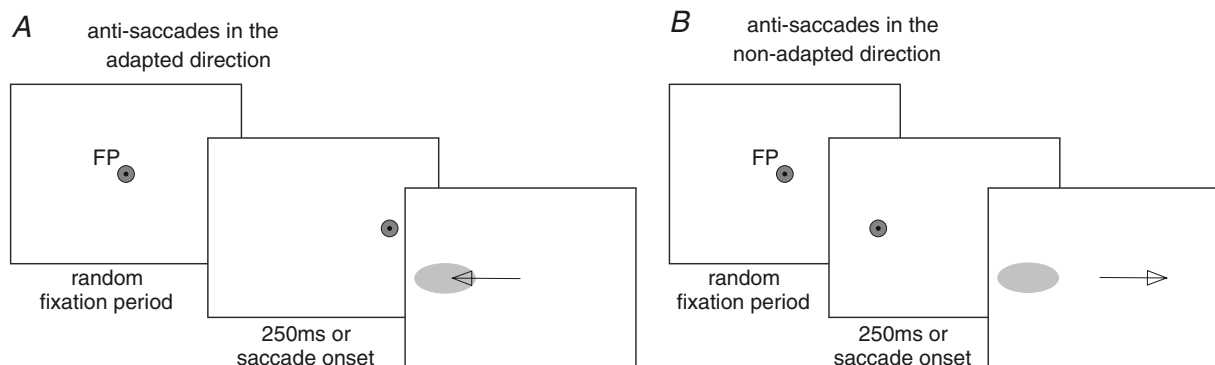 A
anti-saccades in the
adapted direction
FP
random
fixation period
250ms or
saccade onset
B
anti-saccades in the
non-adapted direction
FP
random
fixation period
250ms or
saccade onset